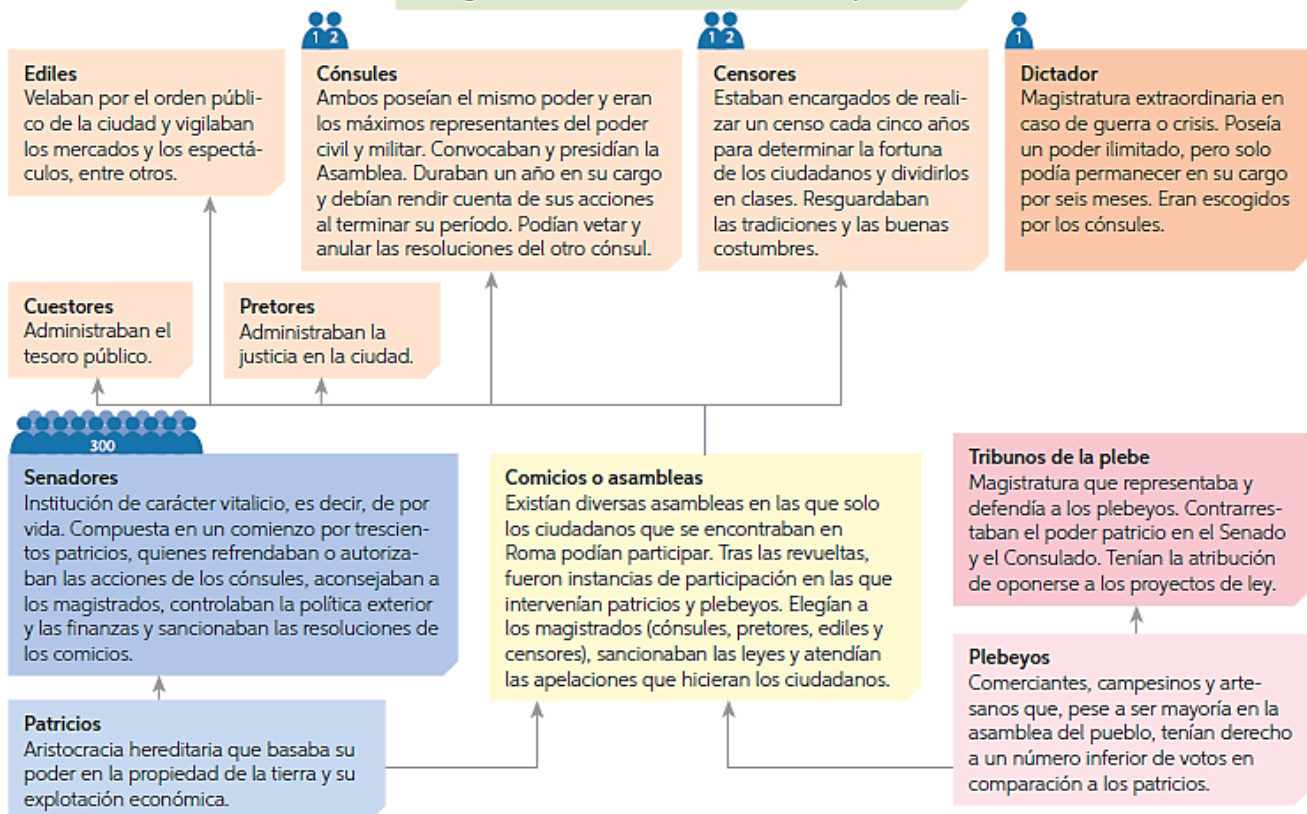 1 2
1 2
1
Ediles
Velaban por el orden públi-
co de la ciudad y vigilaban
los mercados y los espectá-
culos, entre otros.
Cónsules
Ambos poseían el mismo poder y eran
los máximos representantes del poder
civil y militar. Convocaban y presidían la
Asamblea. Duraban un año en su cargo
y debían rendir cuenta de sus acciones
al terminar su período. Podían vetar y
anular las resoluciones del otro cónsul.
Censores
Estaban encargados de reali-
zar un censo cada cinco años
para determinar la fortuna
de los ciudadanos y dividirlos
en clases. Resguardaban
las tradiciones y las buenas
costumbres.
Dictador
Magistratura extraordinaria en
caso de guerra o crisis. Poseía
un poder ilimitado, pero solo
podía permanecer en su cargo
por seis meses. Eran escogidos
por los cónsules.
Cuestores
Administraban el
tesoro público.
Pretores
Administraban la
justicia en la ciudad.
300
Senadores
Institución de carácter vitalicio, es decir, de por
vida. Compuesta en un comienzo por trescien-
tos patricios, quienes refrendaban o autoriza-
ban las acciones de los cónsules, aconsejaban a
los magistrados, controlaban la política exterior
y las finanzas y sancionaban las resoluciones de
los comicios.
Comicios o asambleas
Existían diversas asambleas en las que solo
los ciudadanos que se encontraban en
Roma podían participar. Tras las revueltas,
fueron instancias de participación en las que
intervenían patricios y plebeyos. Elegían a
los magistrados (cónsules, pretores, ediles y
censores), sancionaban las leyes y atendían
las apelaciones que hicieran los ciudadanos.
Tribunos de la plebe
Magistratura que representaba y
defendía a los plebeyos. Contrarres-
taban el poder patricio en el Senado
y el Consulado. Tenían la atribución
de oponerse a los proyectos de ley.
Patricios
Aristocracia hereditaria que basaba su
poder en la propiedad de la tierra y su
explotación económica.
Plebeyos
Comerciantes, campesinos y arte-
sanos que, pese a ser mayoría en la
asamblea del pueblo, tenían derecho
a un número inferior de votos en
comparación a los patricios.